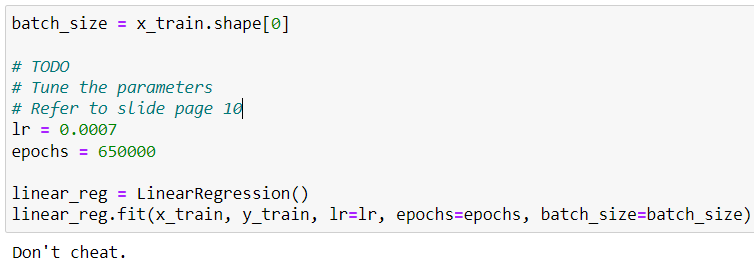 batch_size = x_train.shape[0]
# TODO
# Tune the parameters
# Refer to slide page 10
lr = 0.0007
epochs = 650000
linear_reg = LinearRegression()
linear_reg.fit(x_train, y_train, lr=lr, epochs=epochs, batch_size=batch_size)
Don't cheat.